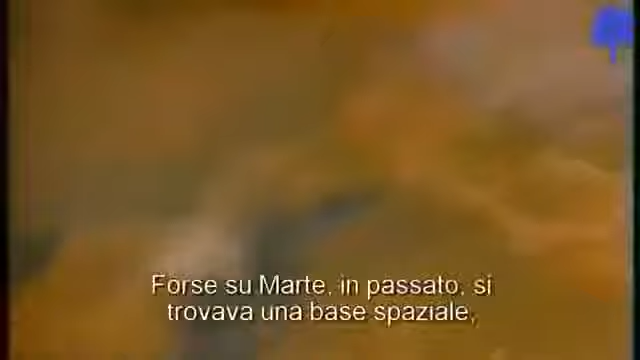 Forse su Marte, in passato, si
trovava una base spaziale,